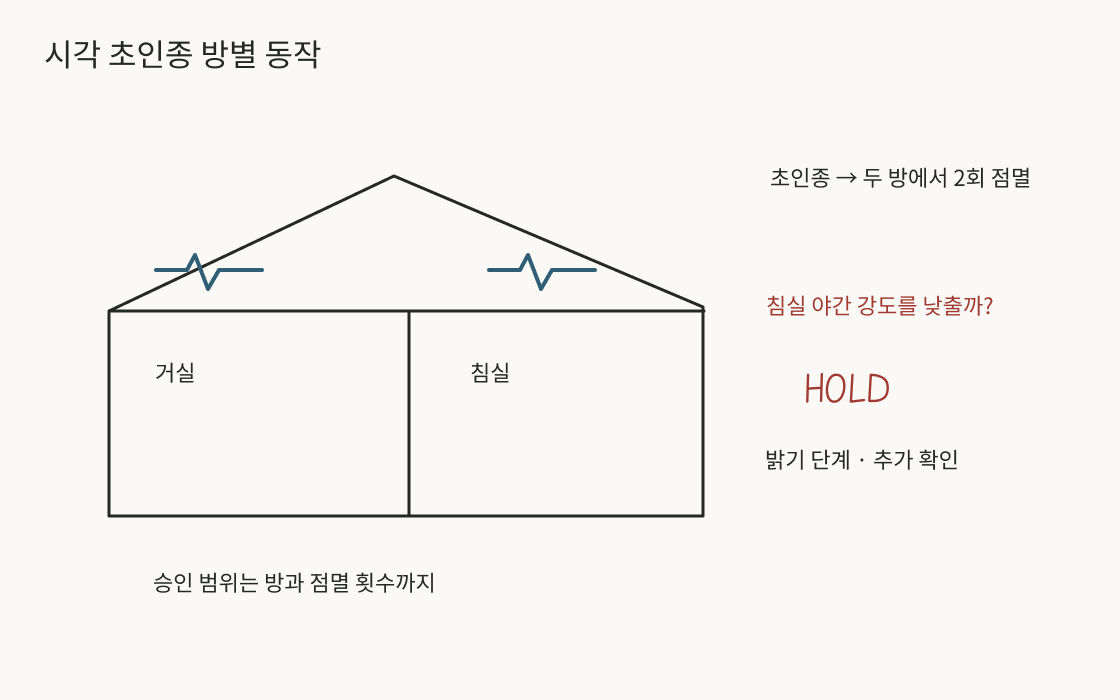 시각 초인종 방별 동작
초인종 → 두 방에서 2회 점멸
침실 야간 강도를 낮출까?
거실
침실
HOLD
밝기 단계 · 추가 확인
승인 범위는 방과 점멸 횟수까지